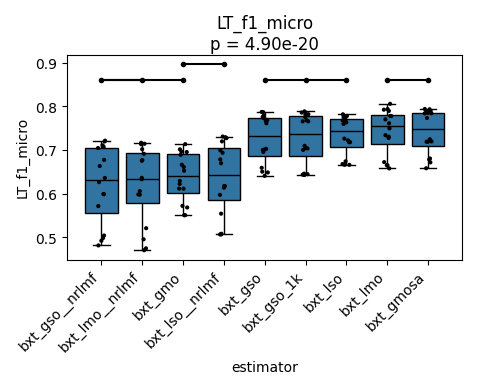 LT_f1_micro
p = 4.90e-20
0.9
0.8
0.7
0.6
0.5
LT_f1_micro
bxt_gso__nrlmf
bxt_lmo__nrlmf
bxt_gmo
bxt_lso__nrlmf
bxt_gso
bxt_gso_1k
bxt_lso
bxt_lmo
bxt_gmosa
estimator